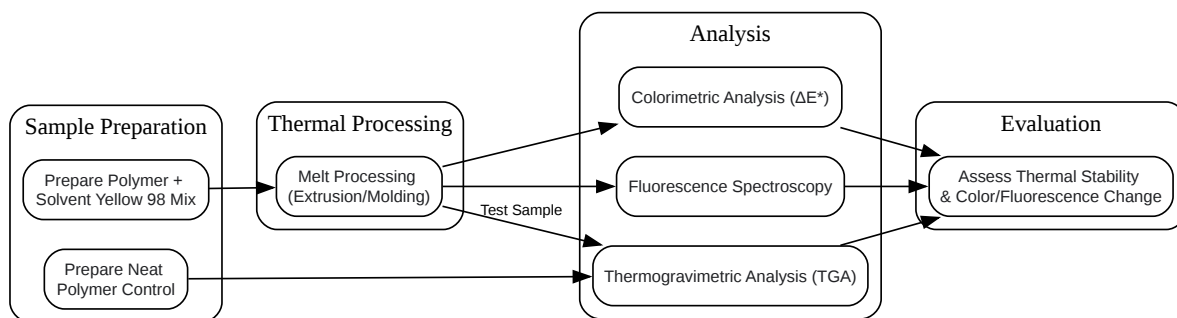 Sample Preparation
Prepare Polymer +
Solvent Yellow 98 Mix
Prepare Neat
Polymer Control
Thermal Processing
Melt Processing
(Extrusion/Molding)
Test Sample
Analysis
Colorimetric Analysis (ΔE*)
Fluorescence Spectroscopy
Thermogravimetric Analysis (TGA)
Evaluation
Assess Thermal Stability
& Color/Fluorescence Change